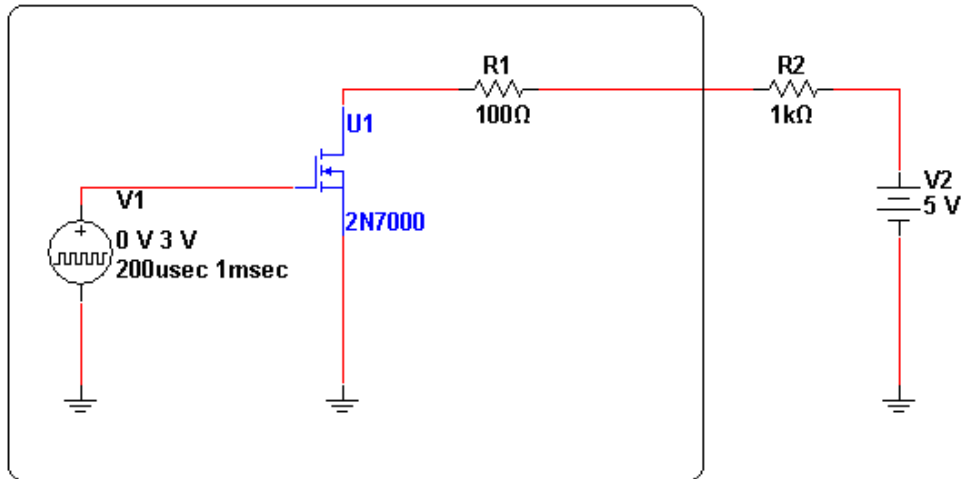 R1
100Ω
R2
1kΩ
U1
2N7000
V1
0 V 3 V
200usec 1msec
V2
5 V